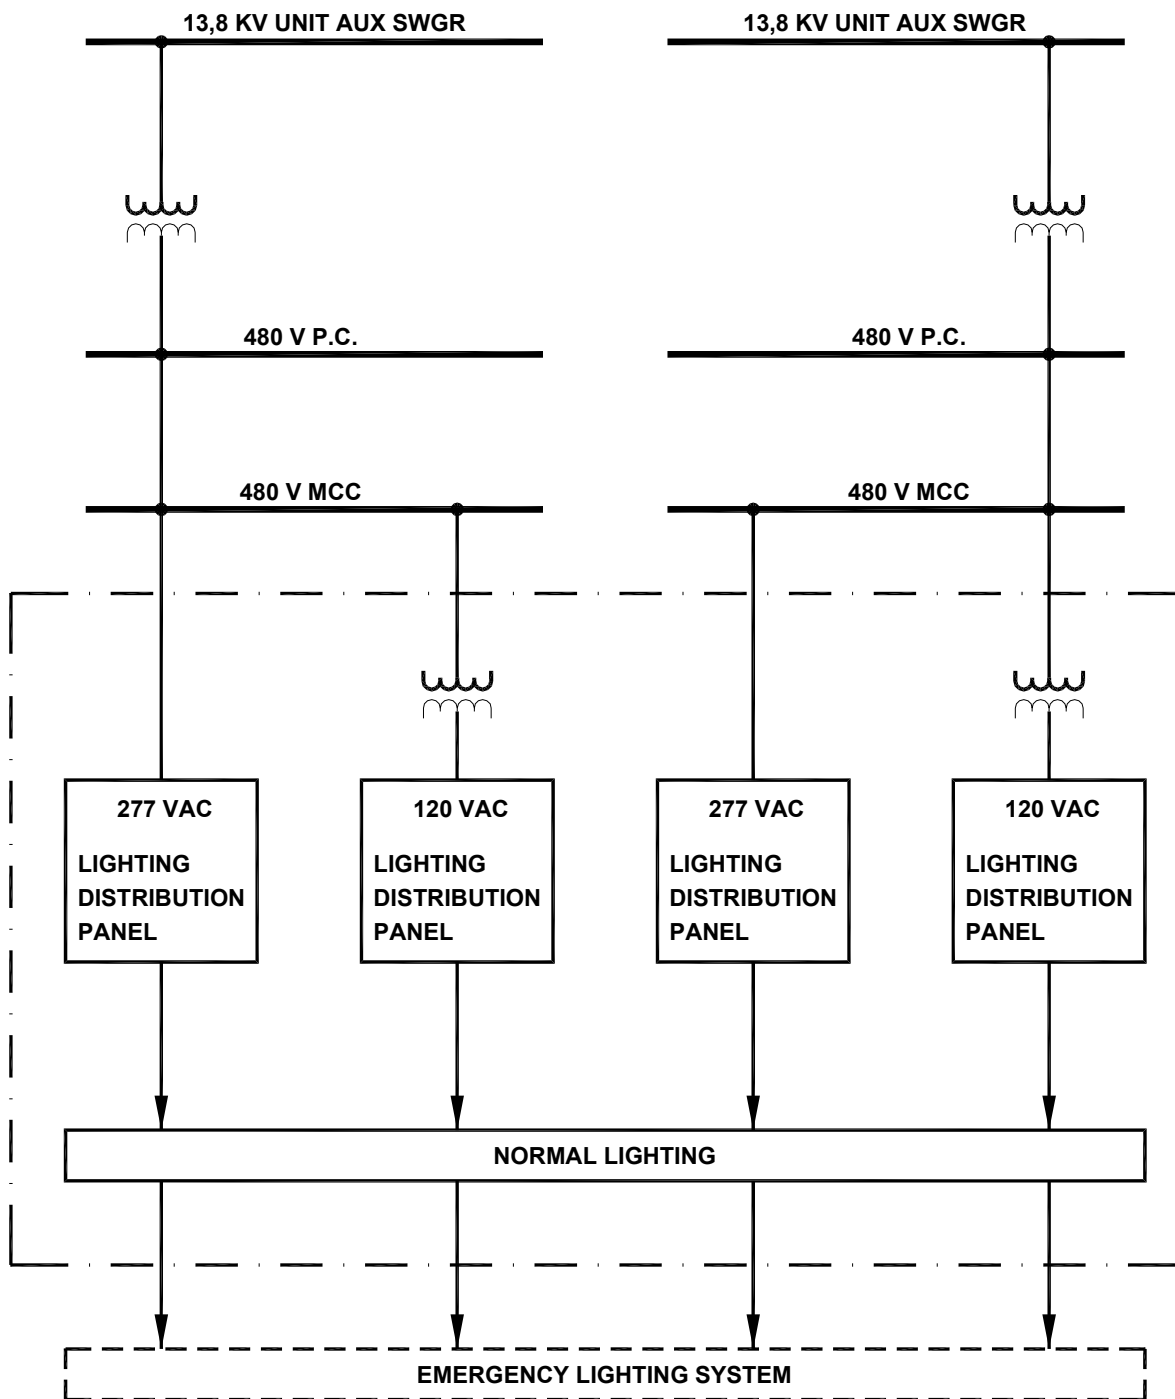 13,8 KV UNIT AUX SWGR
13,8 KV UNIT AUX SWGR
480 V P.C.
480 V P.C.
480 V MCC
480 V MCC
277 VAC
LIGHTING
DISTRIBUTION
PANEL
120 VAC
LIGHTING
DISTRIBUTION
PANEL
277 VAC
LIGHTING
DISTRIBUTION
PANEL
120 VAC
LIGHTING
DISTRIBUTION
PANEL
NORMAL LIGHTING
EMERGENCY LIGHTING SYSTEM